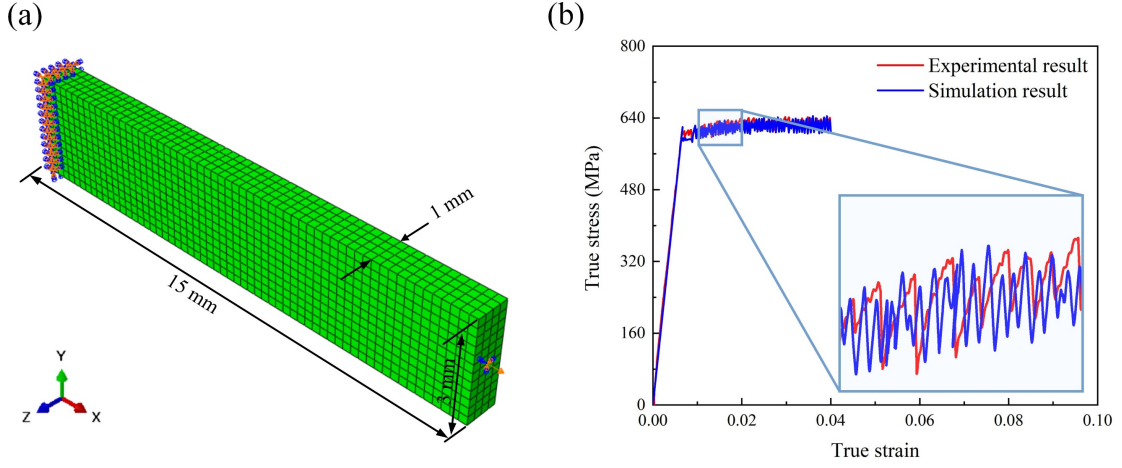 (a)
1 mm
15 mm
3 mm
Y
Z
X
(b)
800
640
480
320
160
0
True stress (MPa)
Experimental result
Simulation result
0.00
0.02
0.04
0.06
0.08
0.10
True strain